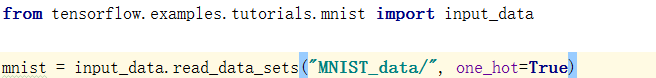 from tensorflow.examples.tutorials.mnist import input_data
mnist = input_data.read_data_sets("MNIST_data/", one_hot=True)